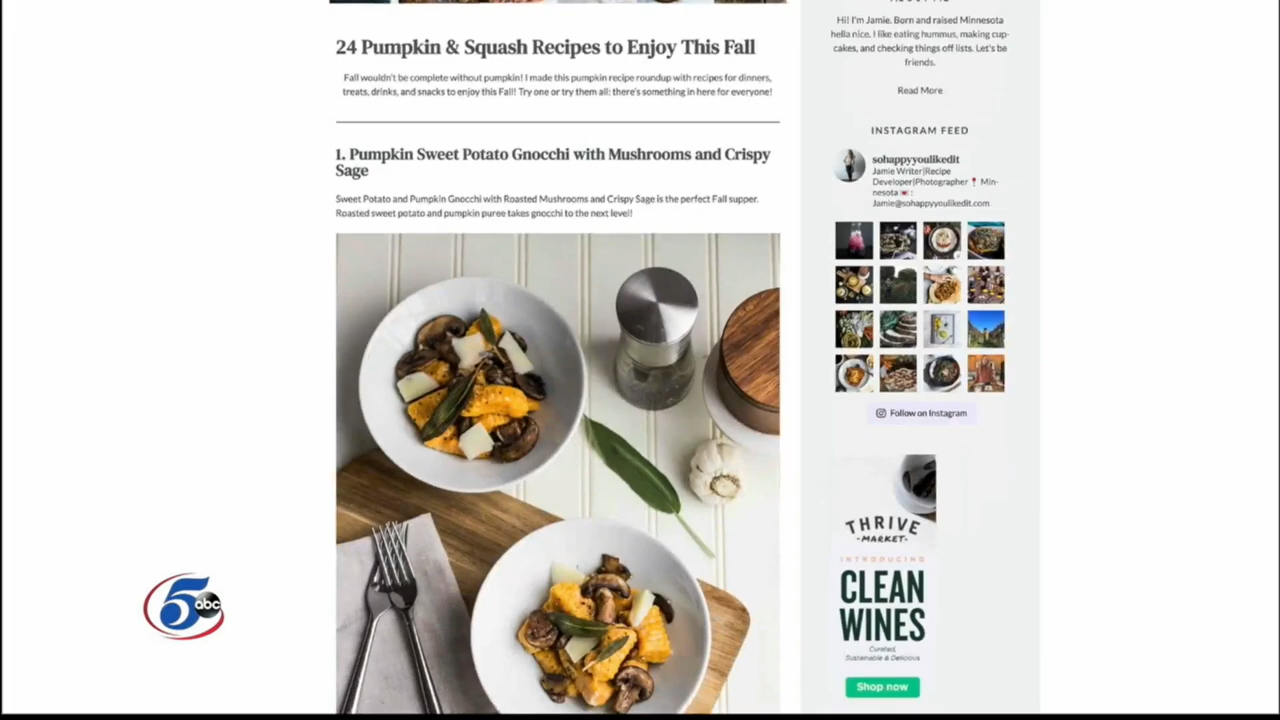 24 Pumpkin & Squash Recipes to Enjoy This Fall
Fall wouldn't be complete without pumpkin! I made this pumpkin recipe roundup with recipes for dinners,
treats, drinks, and snacks to enjoy this Fall! Try one or try them all: there's something in here for everyone!
1. Pumpkin Sweet Potato Gnocchi with Mushrooms and Crispy
Sage
Sweet Potato and Pumpkin Gnocchi with Roasted Mushrooms and Crispy Sage is the perfect Fall supper.
Roasted sweet potato and pumpkin puree takes gnocchi to the next level!
5 abc
Hi! I'm Jamie. Born and raised Minnesota
hella nice. I like eating hummus, making cup-
cakes, and checking things off lists. Let's be
friends.
Read More
INSTAGRAM FEED
sohappyyoulikedit
Jamie Writer|Recipe
Developer|Photographer 📍 Min-
nesota 💌 :
Jamie@sohappyyoulikedit.com
Follow on Instagram
THRIVE
-MARKET-
INTRODUCING
CLEAN
WINES
Curated,
Sustainable & Delicious
Shop now